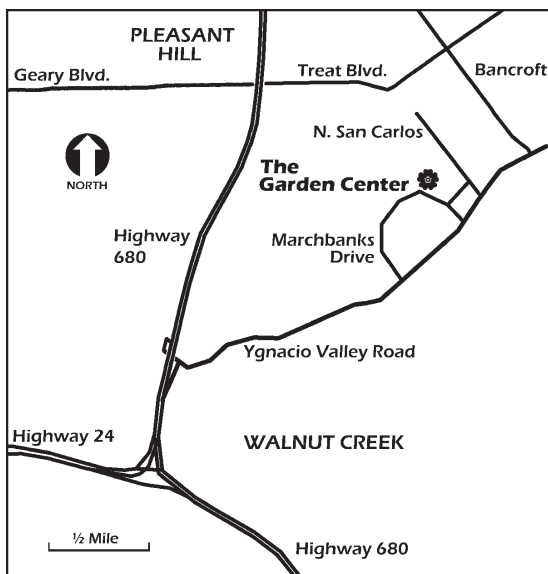 PLEASANT
HILL
Geary Blvd.
Treat Blvd.
Bancroft
N. San Carlos
NORTH
The
Garden Center
Highway
680
Marchbanks
Drive
Ygnacio Valley Road
Highway 24
WALNUT CREEK
½ Mile
Highway 680